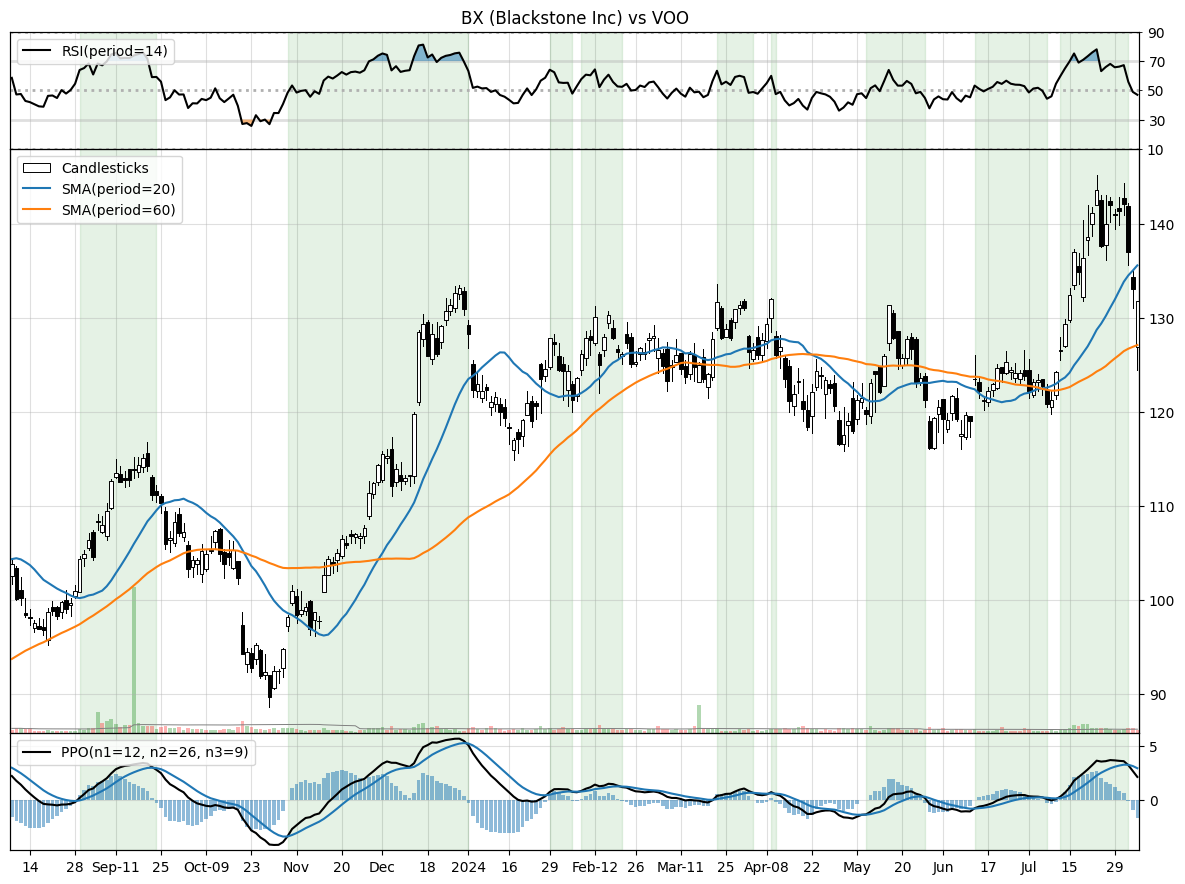 BX (Blackstone Inc) vs VOO
RSI(period=14)
90
70
50
30
10
Candlesticks
SMA(period=20)
SMA(period=60)
140
130
120
110
100
90
PPO(n1=12, n2=26, n3=9)
5
0
14 28 Sep-11 25 Oct-09 23 Nov 20 Dec 18 2024 16 29 Feb-12 26 Mar-11 25 Apr-08 22 May 20 Jun 17 Jul 15 29